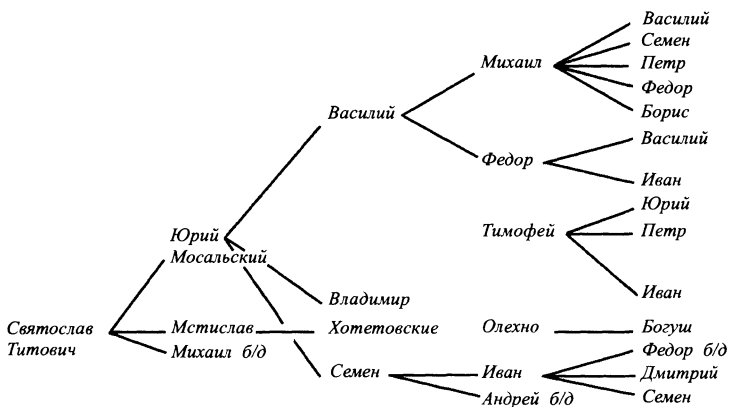 Василий
Семен
Михаил Петр
Федор
Василий Борис
Василий
Федор
Иван
Юрий
Юрий Тимофей Петр
Мосальский
Владимир Иван
Святослав Мстислав Хотетовские Олехно Богуш
Титович Михаил б/д Федор б/д
Семен Иван Дмитрий
Андрей б/д Семен